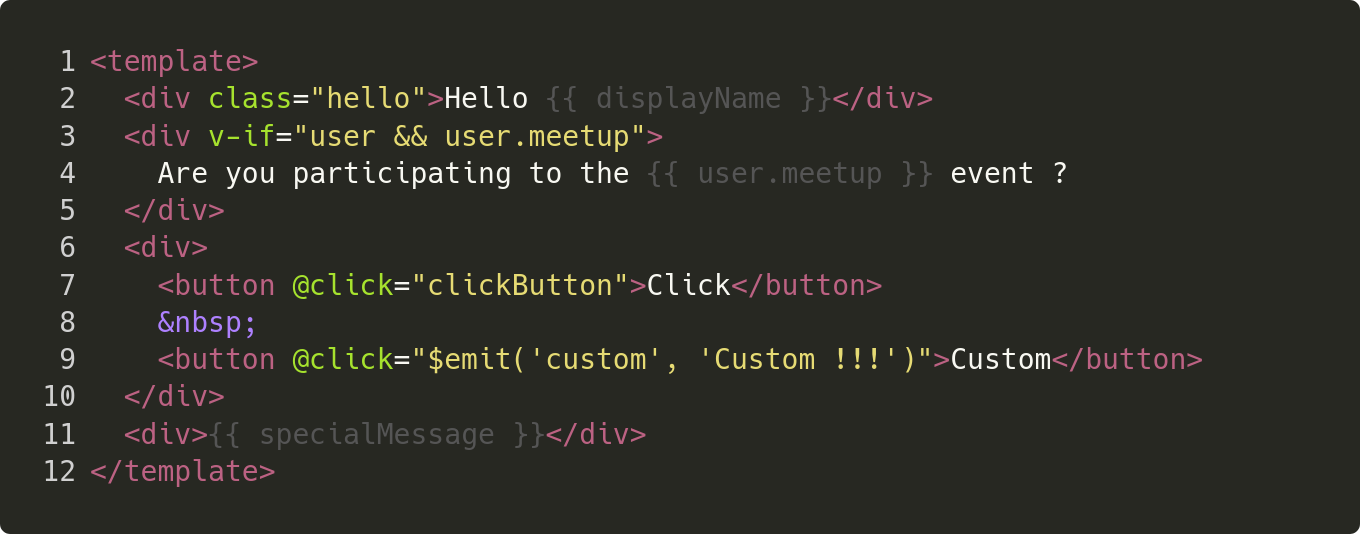 1 <template>
2   <div class="hello">Hello {{ displayName }}</div>
3   <div v-if="user && user.meetup">
4     Are you participating to the {{ user.meetup }} event ?
5   </div>
6   <div>
7     <button @click="clickButton">Click</button>
8     &nbsp;
9     <button @click="$emit('custom', 'Custom !!!')">Custom</button>
10   </div>
11   <div>{{ specialMessage }}</div>
12 </template>